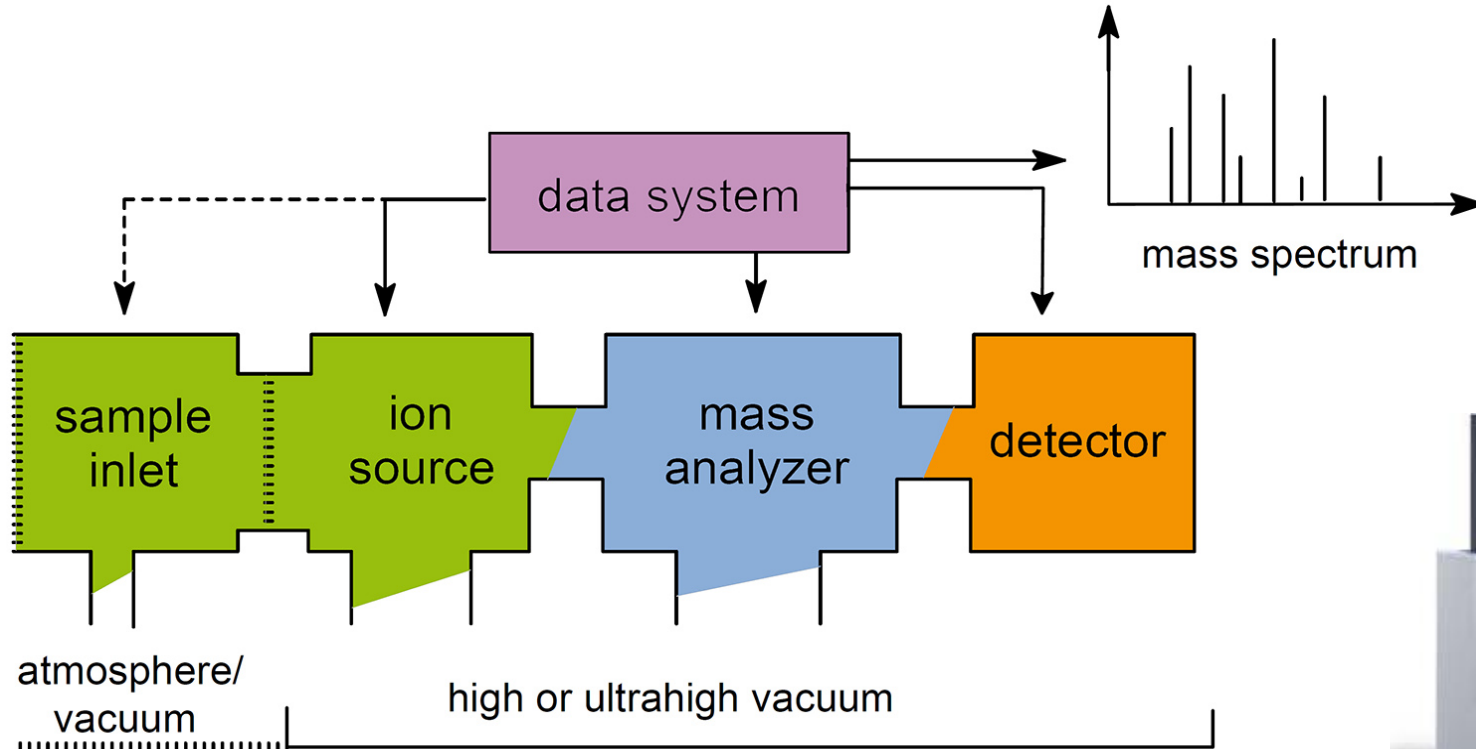 data system
mass spectrum
sample
inlet
ion
source
mass
analyzer
detector
atmosphere/
vacuum
high or ultrahigh vacuum